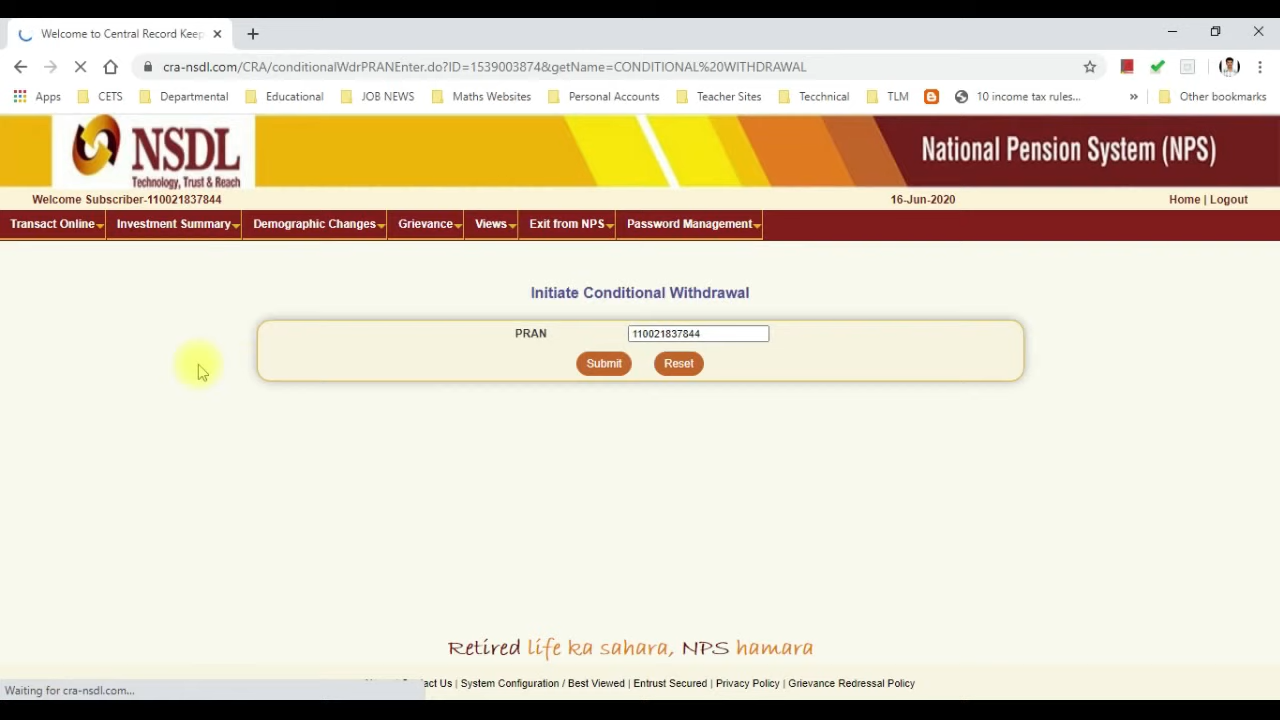 Welcome to Central Record Keep
cra-nsdl.com/CRA/conditionalWdrPRANEnter.do?ID=1539003874&getName=CONDITIONAL%20WITHDRAWAL
Apps CETS Departmental Educational JOB NEWS Maths Websites Personal Accounts Teacher Sites Tecchnical TLM 10 income tax rules... » Other bookmarks
NSDL
Technology, Trust & Reach
National Pension System (NPS)
Welcome Subscriber-110021837844 16-Jun-2020 Home | Logout
Transact Online Investment Summary Demographic Changes Grievance Views Exit from NPS Password Management
Initiate Conditional Withdrawal
PRAN 110021837844
Submit Reset
Retired life ka sahara, NPS hamara
Waiting for cra-nsdl.com... act Us | System Configuration / Best Viewed | Entrust Secured | Privacy Policy | Grievance Redressal Policy